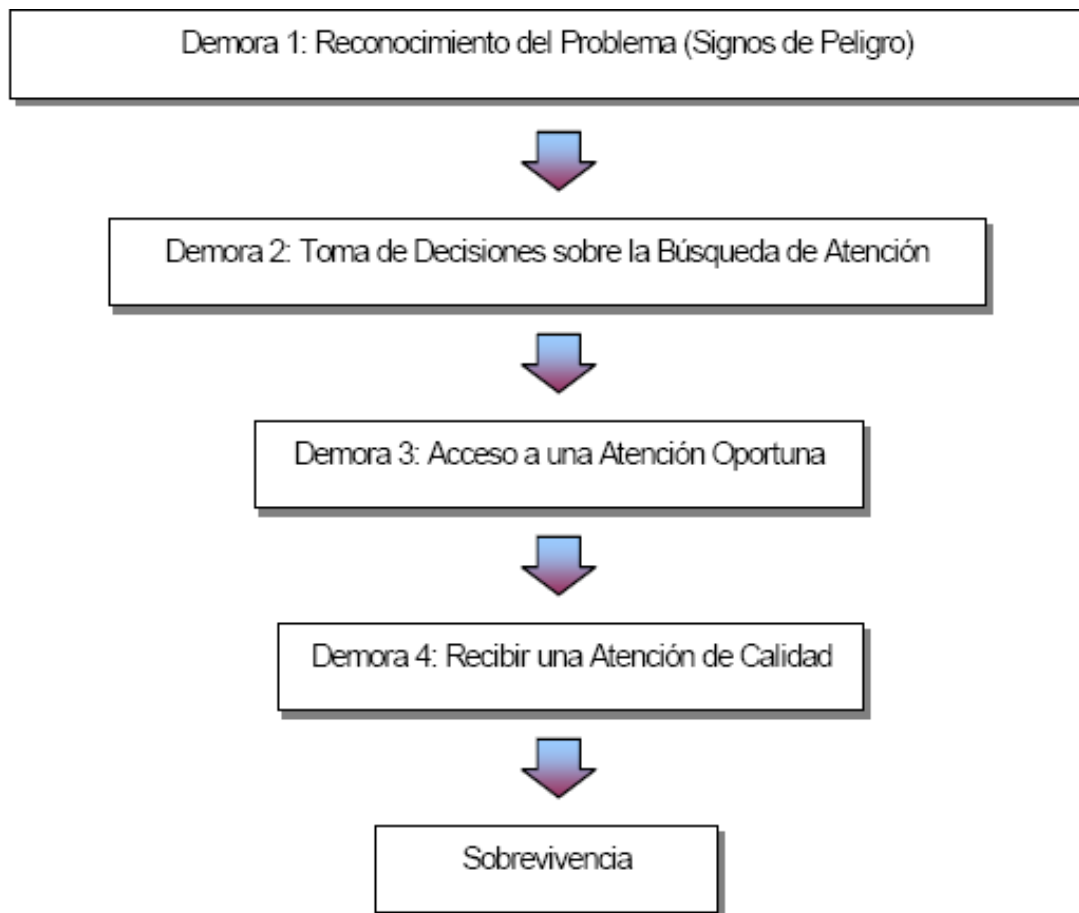 Demora 1: Reconocimiento del Problema (Signos de Peligro)
Demora 2: Toma de Decisiones sobre la Búsqueda de Atención
Demora 3: Acceso a una Atención Oportuna
Demora 4: Recibir una Atención de Calidad
Sobrevivencia